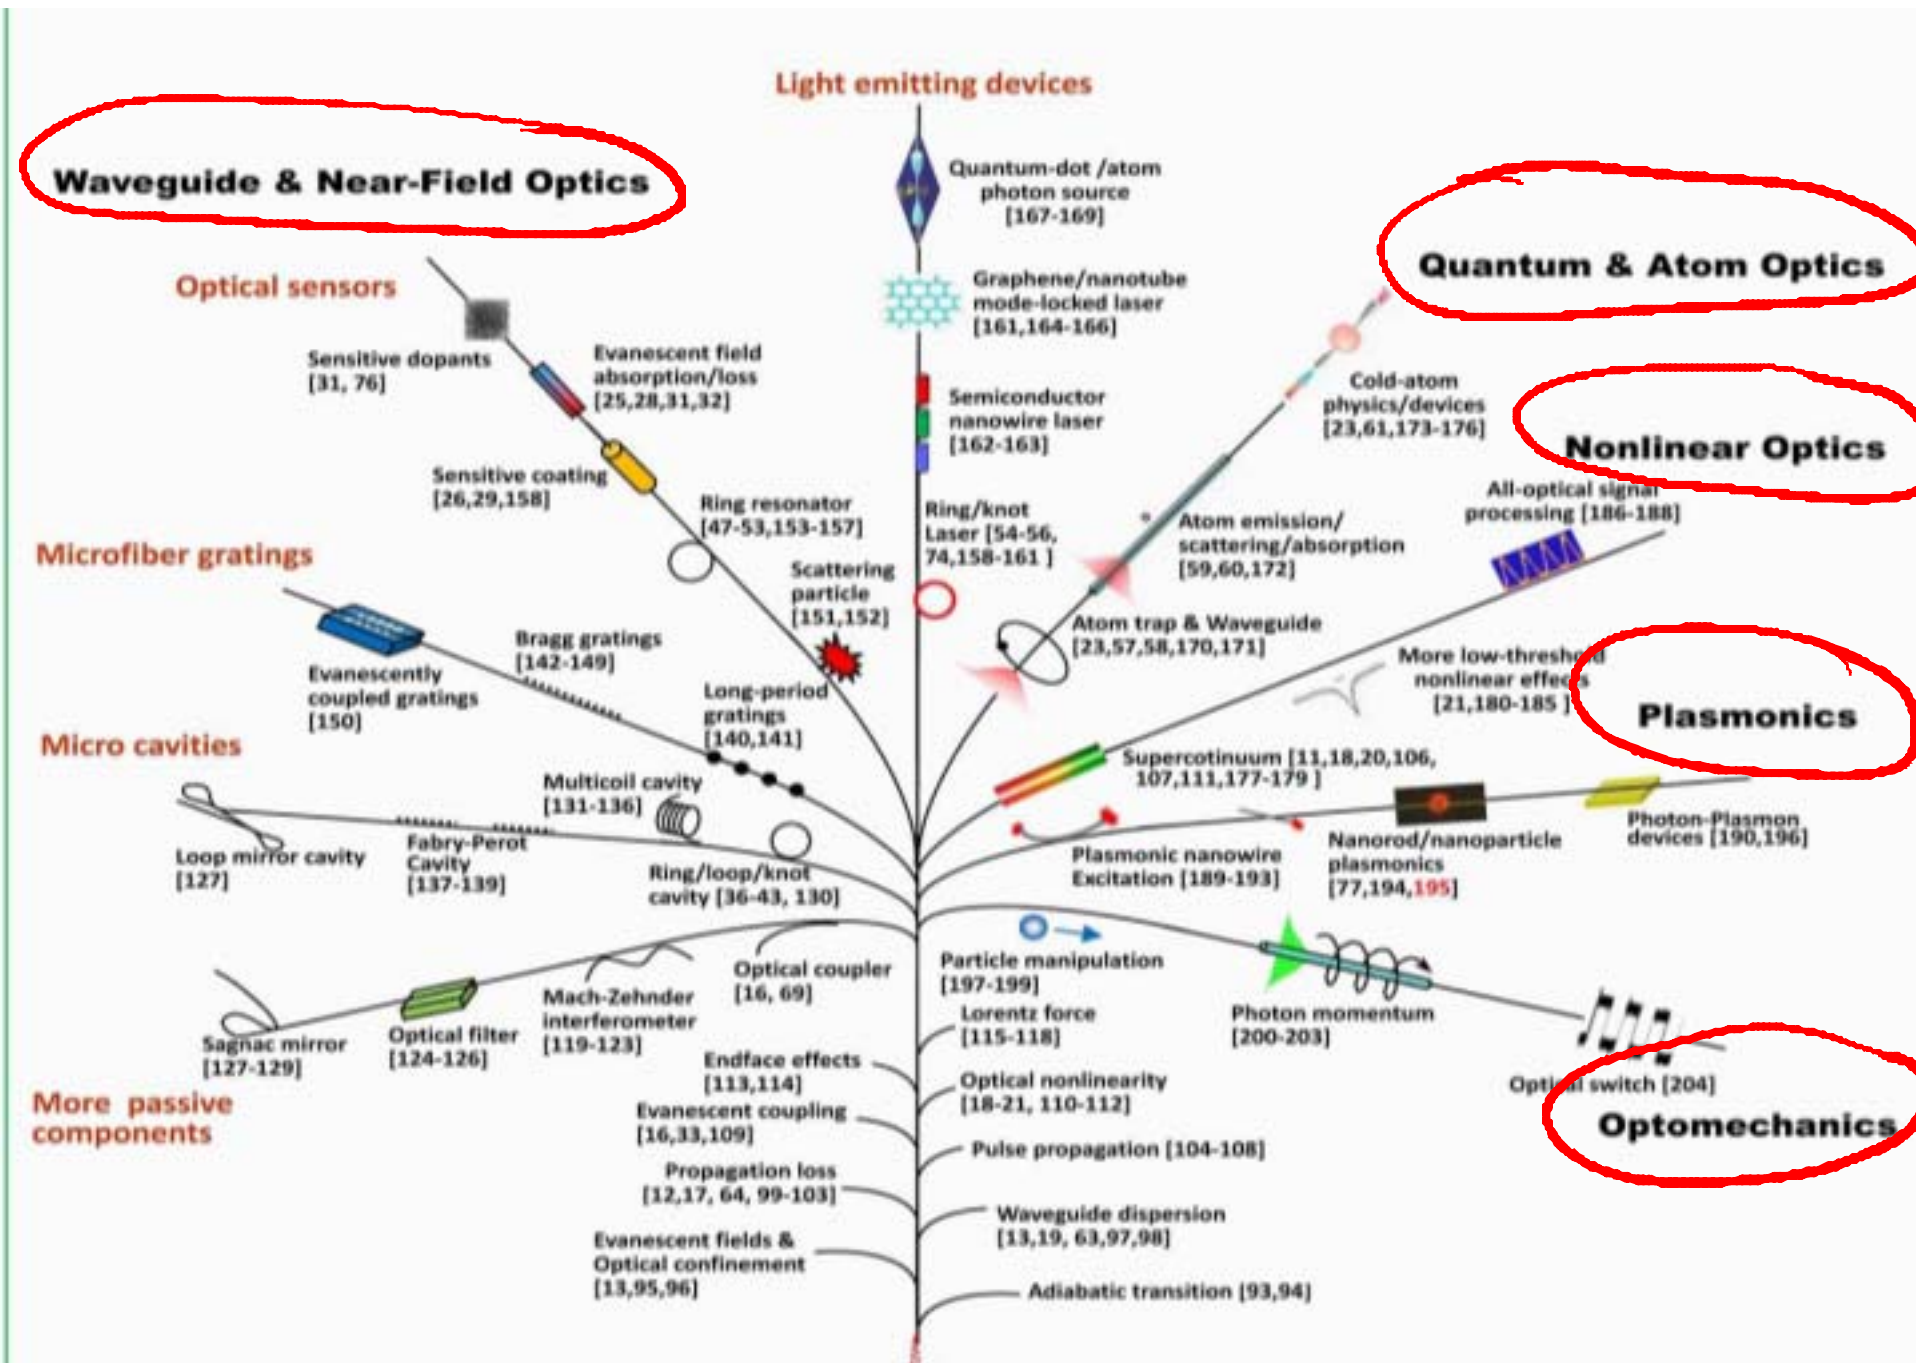 Light emitting devices
Waveguide & Near-Field Optics
Quantum-dot /atom
photon source
[167-169]
Quantum & Atom Optics
Optical sensors
Graphene/nanotube
mode-locked laser
[161,164-166]
Sensitive dopants
[31, 76]
Evanescent field
absorption/loss
[25,28,31,32]
Semiconductor
nanowire laser
[162-163]
Cold-atom
physics/devices
[23,61,173-176]
Nonlinear Optics
Sensitive coating
[26,29,158]
Ring resonator
[47-53,153-157]
Ring/knot
Laser [54-56,
74,158-161 ]
Atom emission/
scattering/absorption
[59,60,172]
All-optical signal
processing [186-188]
Microfiber gratings
Scattering
particle
[151,152]
Atom trap & Waveguide
[23,57,58,170,171]
Evanescently
coupled gratings
[150]
Bragg gratings
[142-149]
Long-period
gratings
[140,141]
More low-threshold
nonlinear effects
[21,180-185 ]
Plasmonics
Micro cavities
Multicoil cavity
[131-136]
Supercotinuum [11,18,20,106,
107,111,177-179 ]
Loop mirror cavity
[127]
Fabry-Perot
Cavity
[137-139]
Ring/loop/knot
cavity [36-43, 130]
Plasmonic nanowire
Excitation [189-193]
Nanorod/nanoparticle
plasmonics
[77,194,195]
Photon-Plasmon
devices [190,196]
Optical coupler
[16, 69]
Particle manipulation
[197-199]
Mach-Zehnder
interferometer
[119-123]
Optical filter
[124-126]
Sagnac mirror
[127-129]
Lorentz force
[115-118]
Photon momentum
[200-203]
Optical switch [204]
Optomechanics
More passive
components
Endface effects
[113,114]
Optical nonlinearity
[18-21, 110-112]
Evanescent coupling
[16,33,109]
Pulse propagation [104-108]
Propagation loss
[12,17, 64, 99-103]
Waveguide dispersion
[13,19, 63,97,98]
Evanescent fields &
Optical confinement
[13,95,96]
Adiabatic transition [93,94]